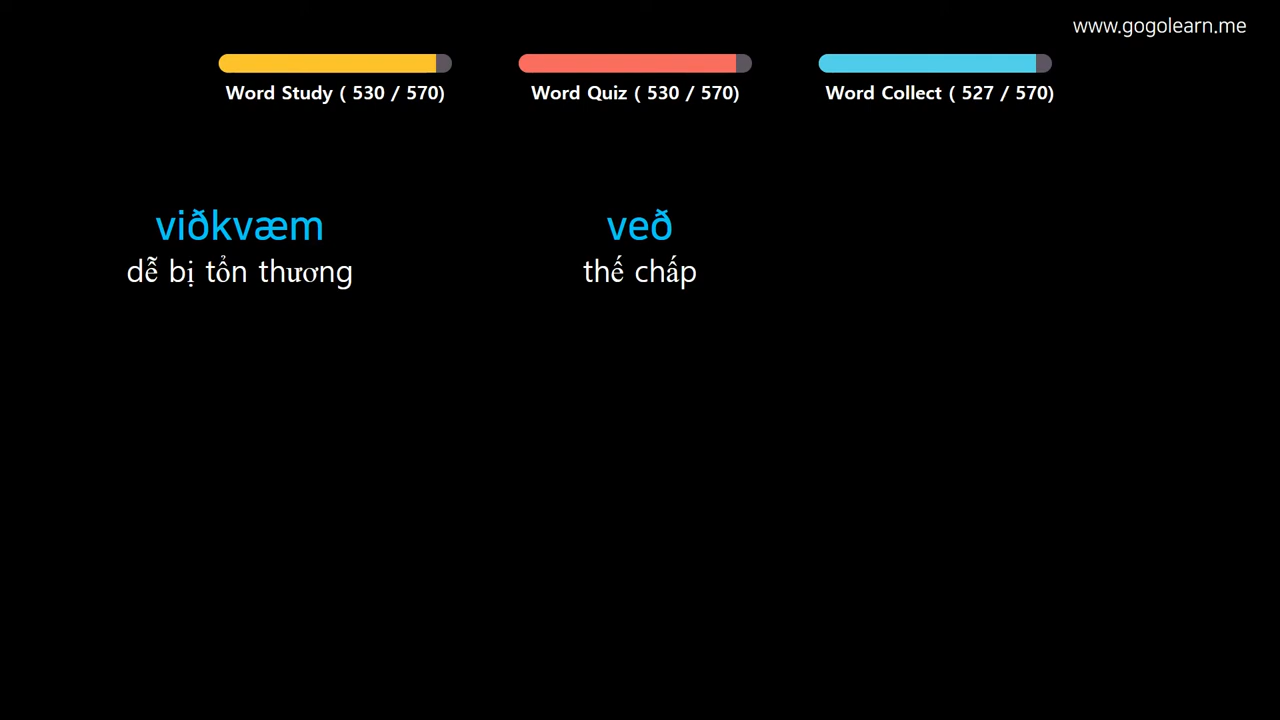 www.gogolearn.me
Word Study ( 530 / 570)
Word Quiz ( 530 / 570)
Word Collect ( 527 / 570)
viðkvæm
dễ bị tổn thương
veð
thế chấp